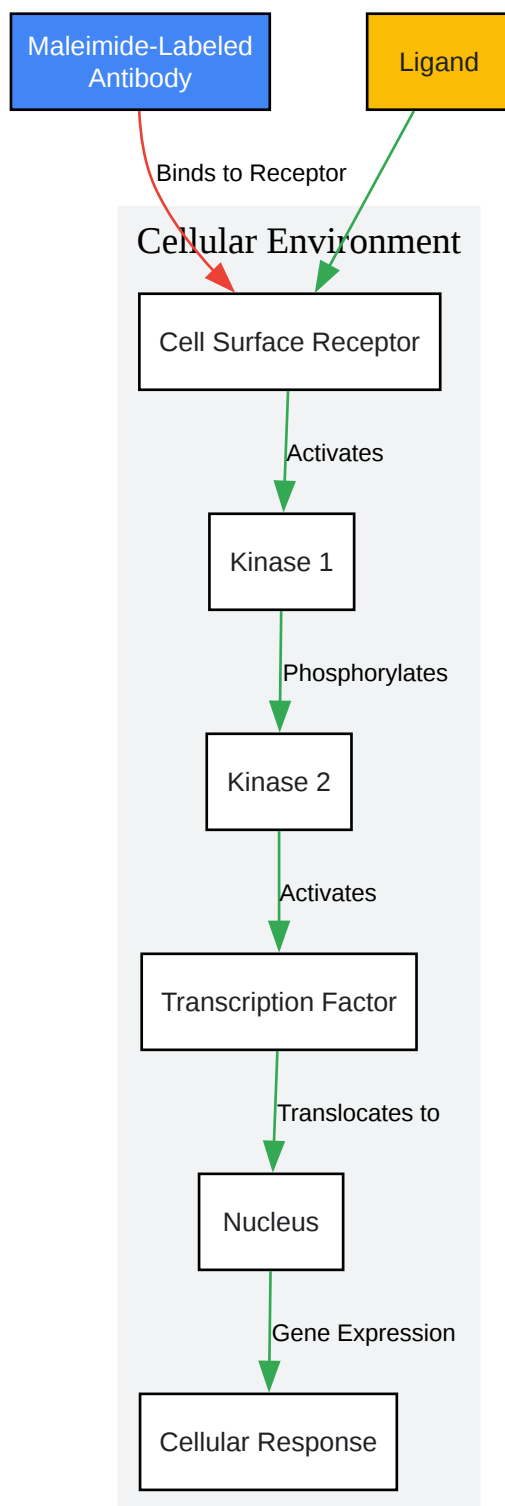 Maleimide-Labeled
Antibody
Ligand
Binds to Receptor
Cellular Environment
Cell Surface Receptor
Activates
Kinase 1
Phosphorylates
Kinase 2
Activates
Transcription Factor
Translocates to
Nucleus
Gene Expression
Cellular Response